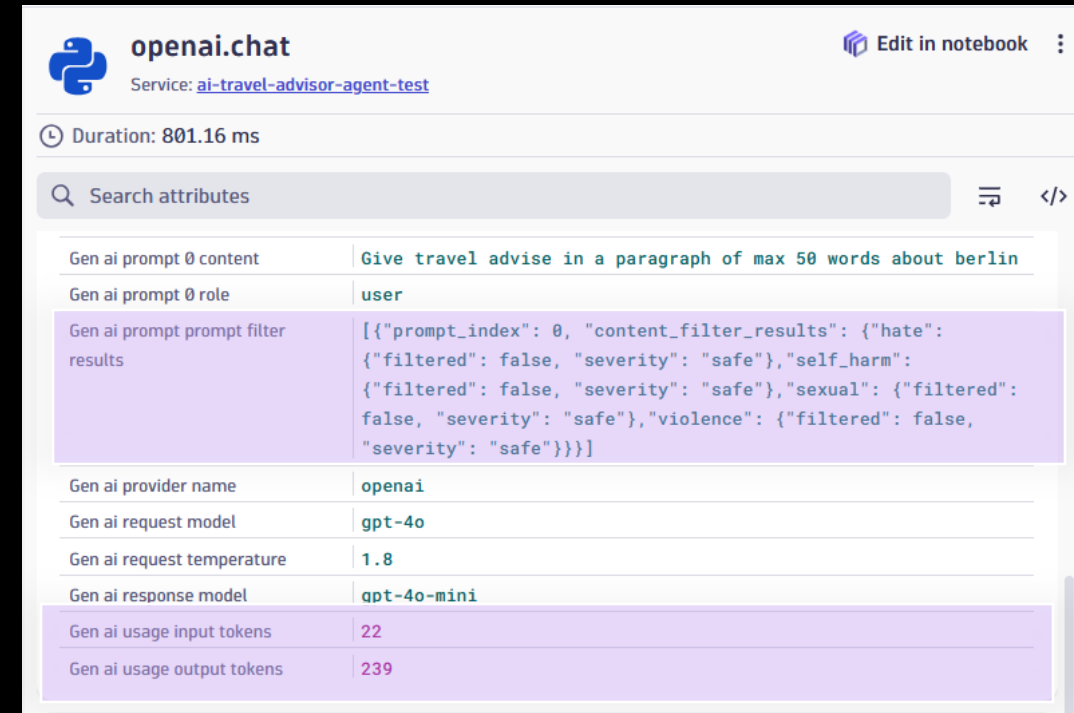 openai.chat
Edit in notebook
Service: ai-travel-advisor-agent-test
Duration: 801.16 ms
Search attributes
</>
Gen ai prompt 0 content Give travel advise in a paragraph of max 50 words about berlin
Gen ai prompt 0 role user
Gen ai prompt prompt filter [{"prompt_index": 0, "content_filter_results": {"hate":
results {"filtered": false, "severity": "safe"},"self_harm":
{"filtered": false, "severity": "safe"},"sexual": {"filtered":
false, "severity": "safe"},"violence": {"filtered": false,
"severity": "safe"}}}]
Gen ai provider name openai
Gen ai request model gpt-4o
Gen ai request temperature 1.8
Gen ai response model gpt-4o-mini
Gen ai usage input tokens 22
Gen ai usage output tokens 239